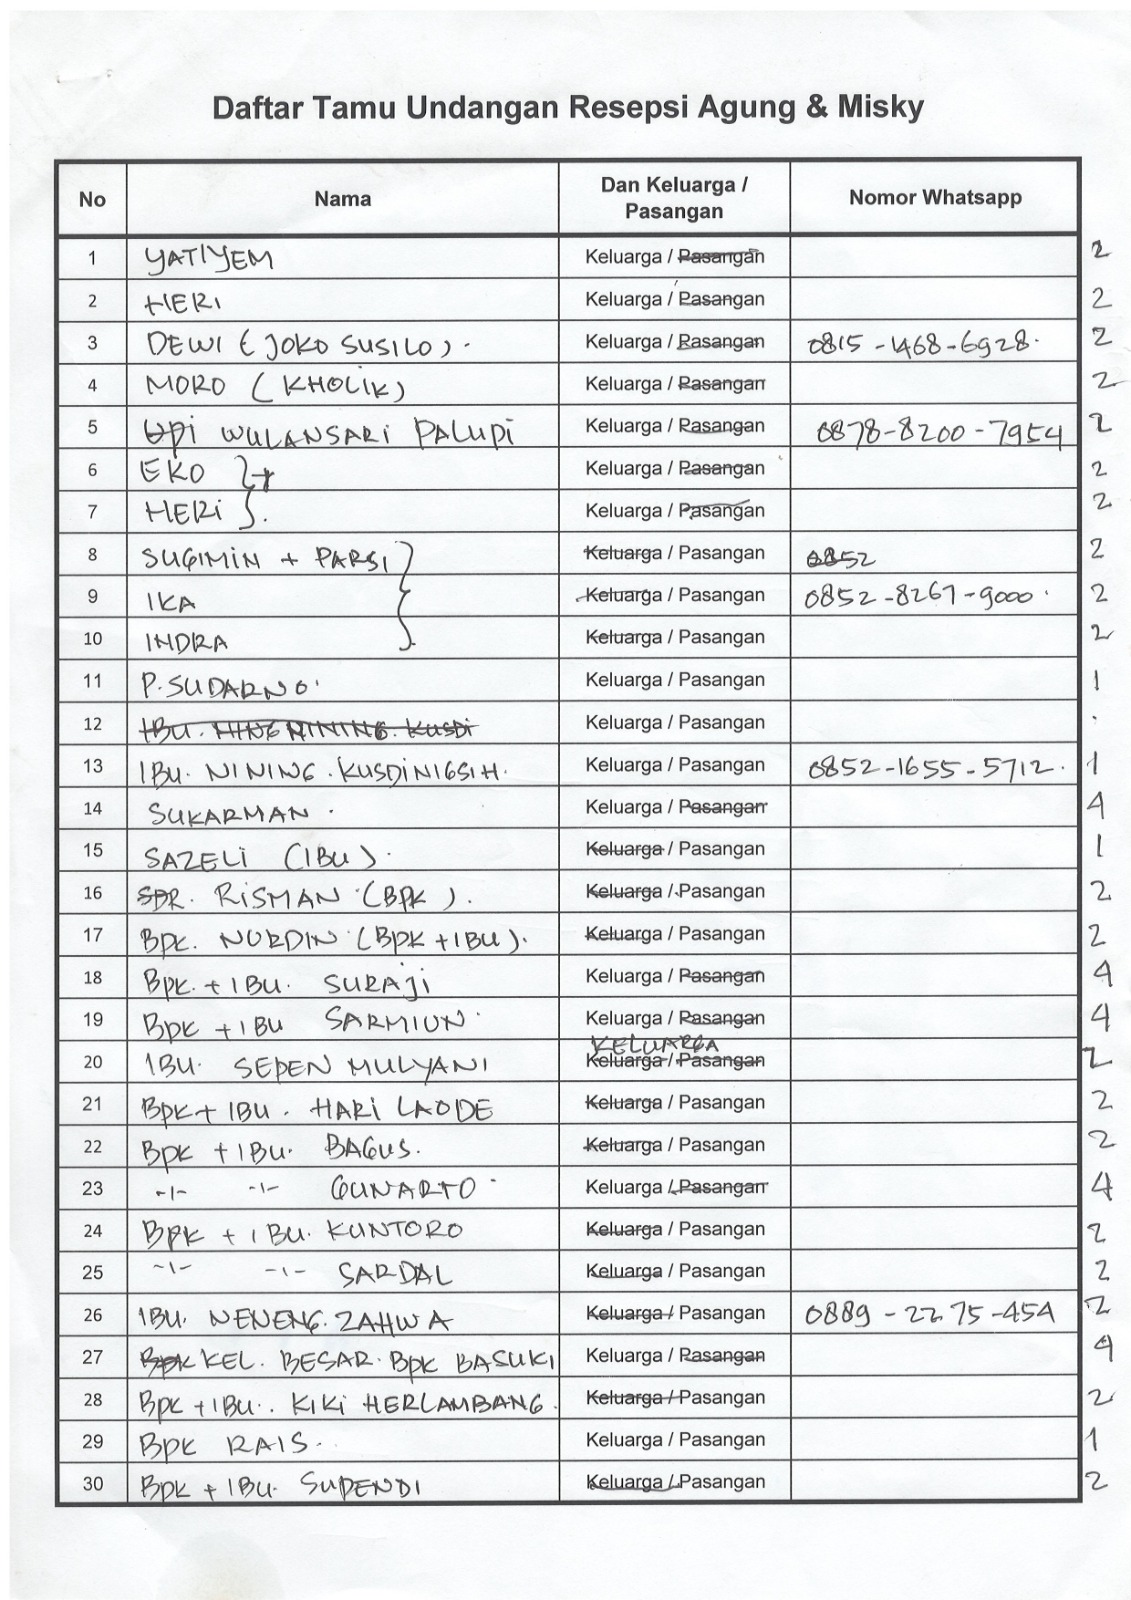 Daftar Tamu Undangan Resepsi Agung & Misky
No Nama Dan Keluarga / Pasangan Nomor Whatsapp
1 YATIYEM Keluarga / Pasangan 2
2 HERI Keluarga / Pasangan 2
3 DEWI (JOKO SUSILO). Keluarga / Pasangan 0815-1468-6928. 2
4 MORO (KHOLIK) Keluarga / Pasangan 2
5 Upi WULANSARI PALUPI Keluarga / Pasangan 0878-8200-7954 2
6 EKO Keluarga / Pasangan 2
7 HERI Keluarga / Pasangan 2
8 SUGIMIN + PARSI Keluarga / Pasangan 0852 2
9 IKA Keluarga / Pasangan 0852-8267-9000. 2
10 INDRA Keluarga / Pasangan 2
11 P. SUDARNO. Keluarga / Pasangan 1
12 IBU. NINING. KUSDI Keluarga / Pasangan
13 IBU. NINING. KUSDINIGSIH. Keluarga / Pasangan 0852-1655-5712. 1
14 SUKARMAN. Keluarga / Pasangan 4
15 SAZELI (IBU). Keluarga / Pasangan 1
16 SDR. RISMAN (BPK). Keluarga / Pasangan 2
17 BPK. NURDIN (BPK + IBU). Keluarga / Pasangan 2
18 BPK. + IBU. SURAJI Keluarga / Pasangan 4
19 BPK + IBU SARMIUN. Keluarga / Pasangan 4
KELUARGA
20 IBU. SEPEN MULYANI Keluarga / Pasangan 2
21 BPK + IBU. HARI LAODE Keluarga / Pasangan 2
22 BPK + IBU. BAGUS. Keluarga / Pasangan 2
23 -ı- -ı- GUNARTO Keluarga / Pasangan 4
24 BPK + IBU. KUNTORO Keluarga / Pasangan 2
25 -ı- -ı- SARDAL Keluarga / Pasangan 2
26 IBU. NENENG. ZAHWA Keluarga / Pasangan 0889-2275-454 2
27 BPK KEL. BESAR. BPK BASUKI Keluarga / Pasangan 4
28 BPK + IBU.. KIKI HERLAMBANG. Keluarga / Pasangan 2
29 BPK RAIS. Keluarga / Pasangan 1
30 BPK + IBU. SUPENDI Keluarga / Pasangan 2